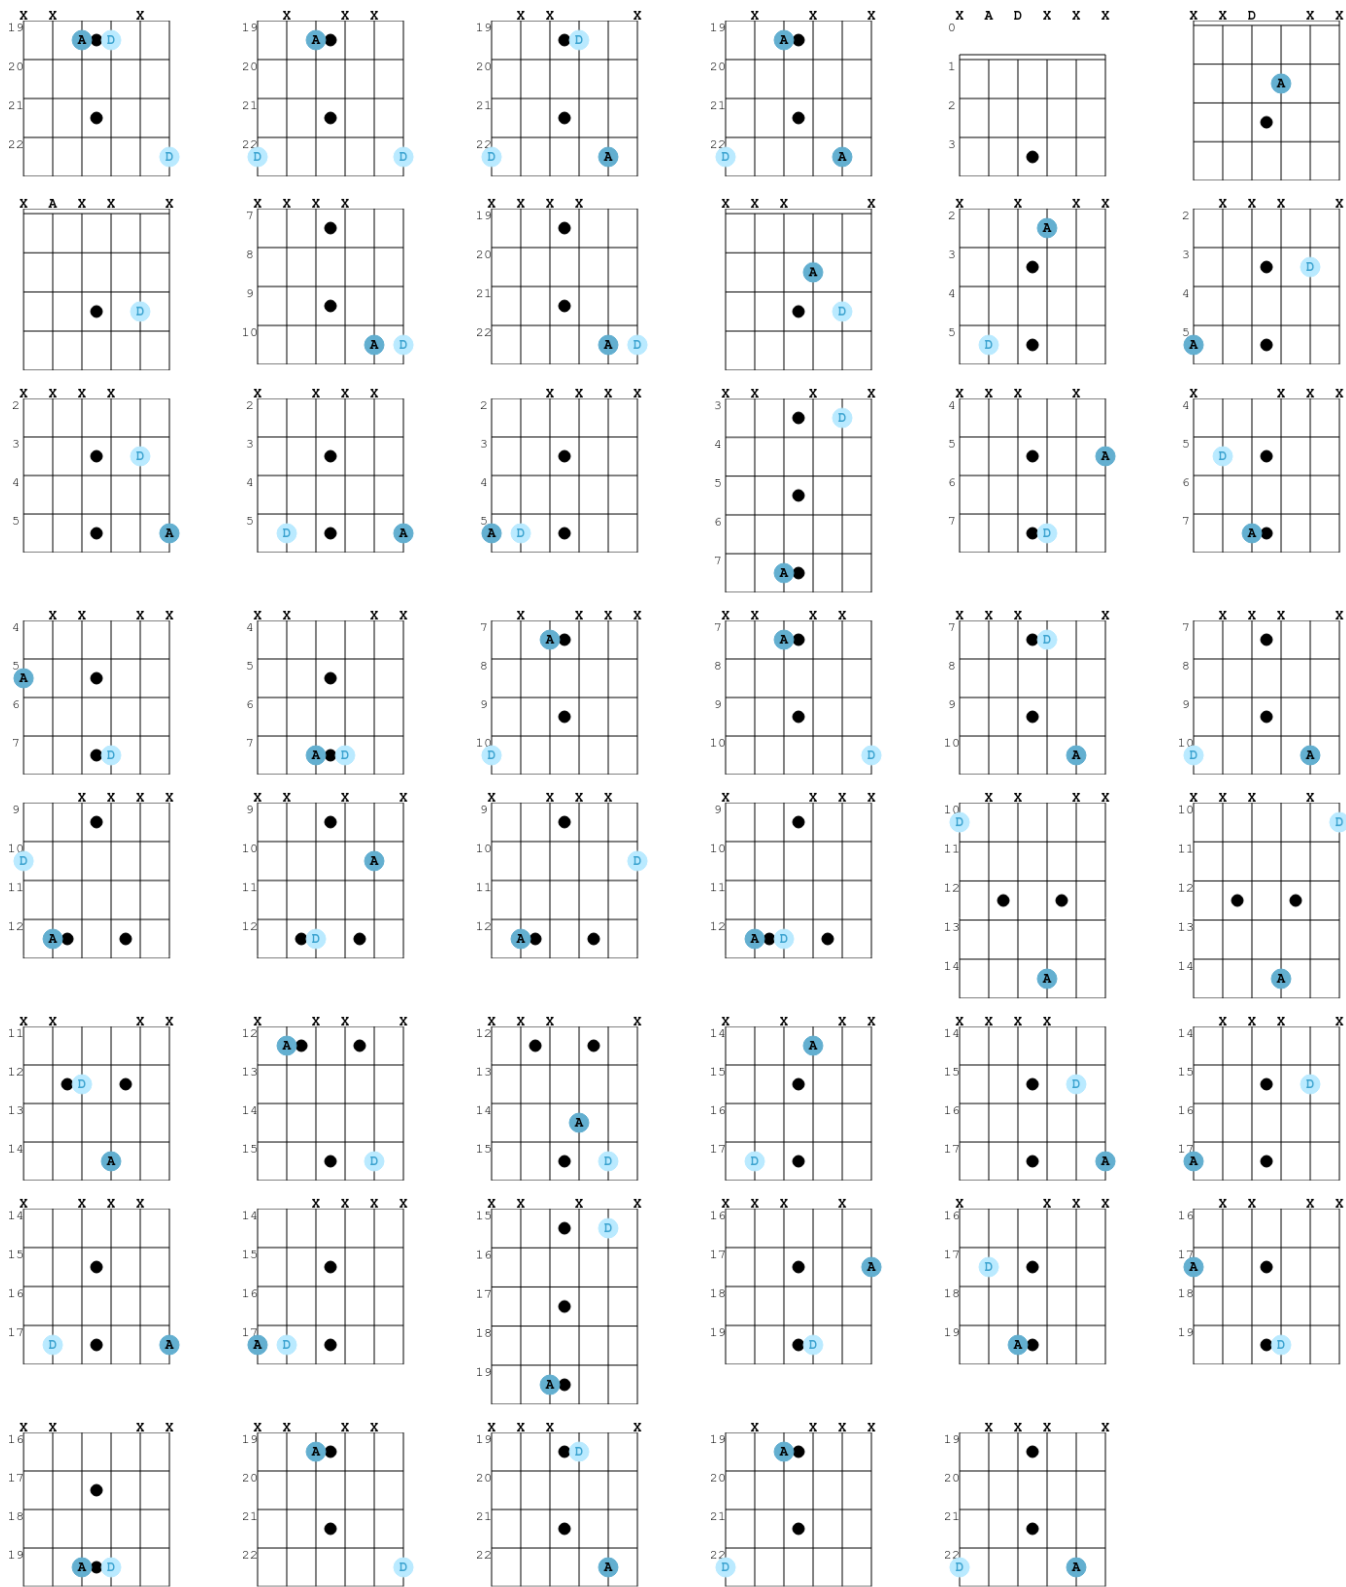 X X X X X X X X X X X X X A D X X X X X D X X
19 A D 19 A 19 D 19 A 0
20 20 20 20 1
A
21 21 21 21 2
22 22 22 22 3
D D D D A D A
X A X X X X X X X X X X X X X X X X X X X X X X X
7 19 2 A 2
8 20 A 3 3 D
9 21 4 4
D D
10 22 5 5
A D A D D A
X X X X X X X X X X X X X X X X X X X X X X X X
2 2 2 3 D 4 4
3 D 3 3 4 5 A 5 D
4 4 4 5 6 6
5 A 5 D A 5 A D 6 7 D 7 A
7 A
X X X X X X X X X X X X X X X X X X X X X X X X
4 4 7 A 7 A 7 D 7
5 A 5 8 8 8 8
6 6 9 9 9 9
7 D 7 A D 10 D 10 D 10 A 10 D A
X X X X X X X X X X X X X X X X X X X X X X X X
9 9 9 9 10 D 10 D
10 D 10 A 10 D 10 11 11
11 11 11 11 12 12
12 A 12 D 12 A 12 A D 13 13
14 A 14 A
X X X X X X X X X X X X X X X X X X X X X X X X
11 12 A 12 14 A 14 14
12 D 13 13 15 15 D 15 D
13 14 14 A 16 16 16
14 A 15 D 15 D 17 D 17 A 17 A
X X X X X X X X X X X X X X X X X X X X X X X X
14 14 15 D 16 16 16
15 15 16 17 A 17 D 17 A
16 16 17 18 18 18
17 D A 17 A D 18 19 D 19 A 19 D
19 A
X X X X X X X X X X X X X X X X X X X X
16 19 A 19 D 19 A 19
17 20 20 20 20
18 21 21 21 21
19 A D 22 D 22 A 22 D 22 D A